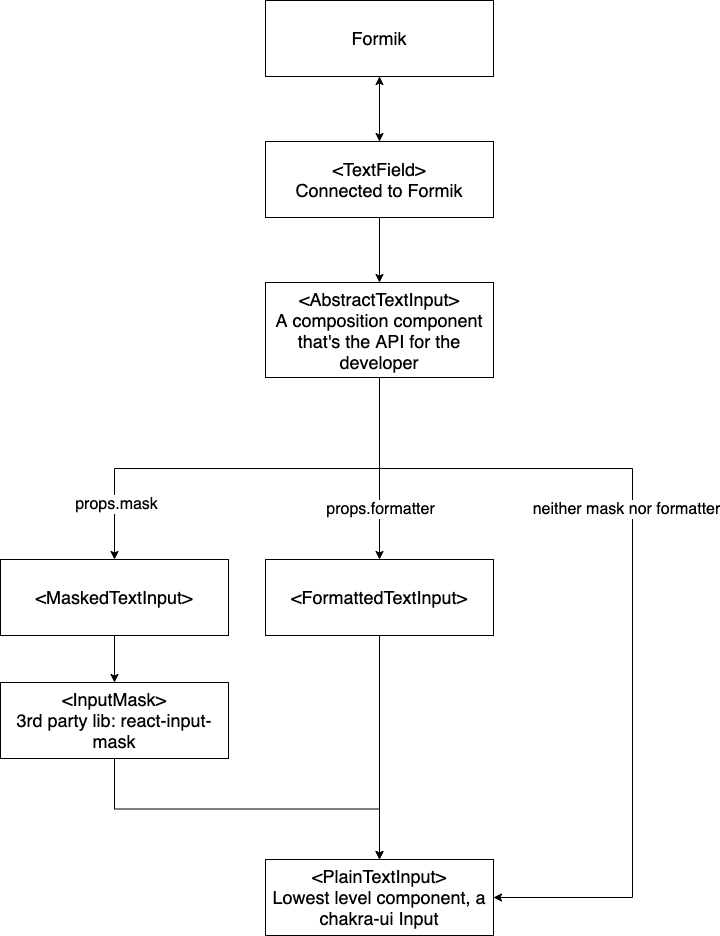 Formik
<TextField>
Connected to Formik
<AbstractTextInput>
A composition component
that's the API for the
developer
props.mask
props.formatter
neither mask nor formatter
<MaskedTextInput>
<FormattedTextInput>
<InputMask>
3rd party lib: react-input-
mask
<PlainTextInput>
Lowest level component, a
chakra-ui Input